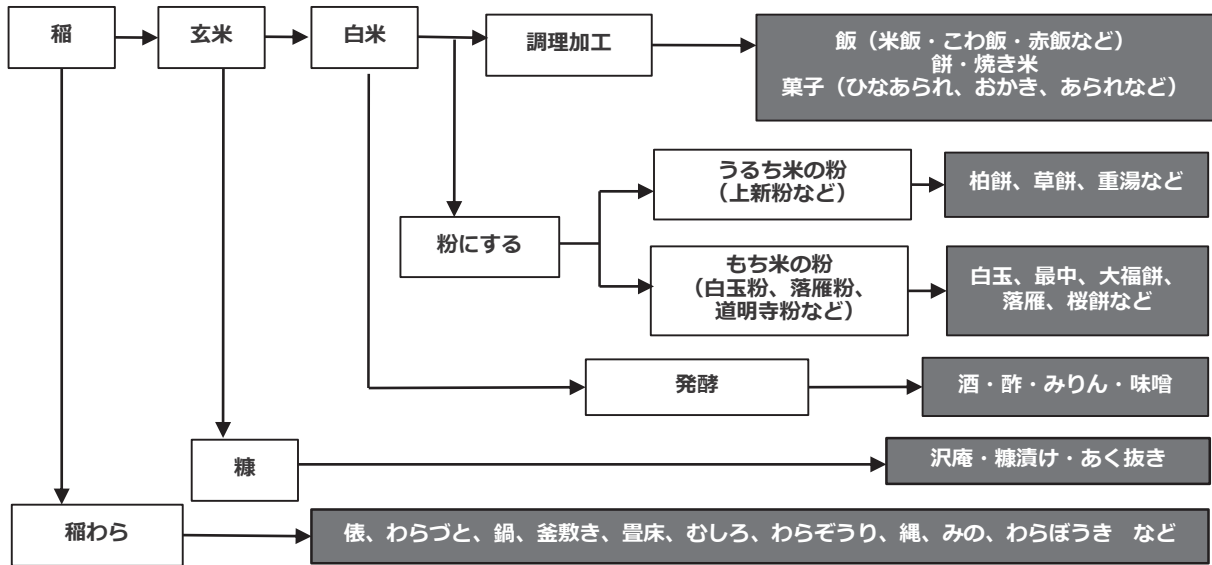 稲
玄米
白米
調理加工
飯（米飯・こわ飯・赤飯など）
餅・焼き米
菓子（ひなあられ、おかき、あられなど）
うるち米の粉
（上新粉など）
柏餅、草餅、重湯など
粉にする
もち米の粉
（白玉粉、落雁粉、
道明寺粉など）
白玉、最中、大福餅、
落雁、桜餅など
発酵
酒・酢・みりん・味噌
糠
沢庵・糠漬け・あく抜き
稲わら
俵、わらづと、鍋、釜敷き、畳床、むしろ、わらぞうり、縄、みの、わらぼうき　など